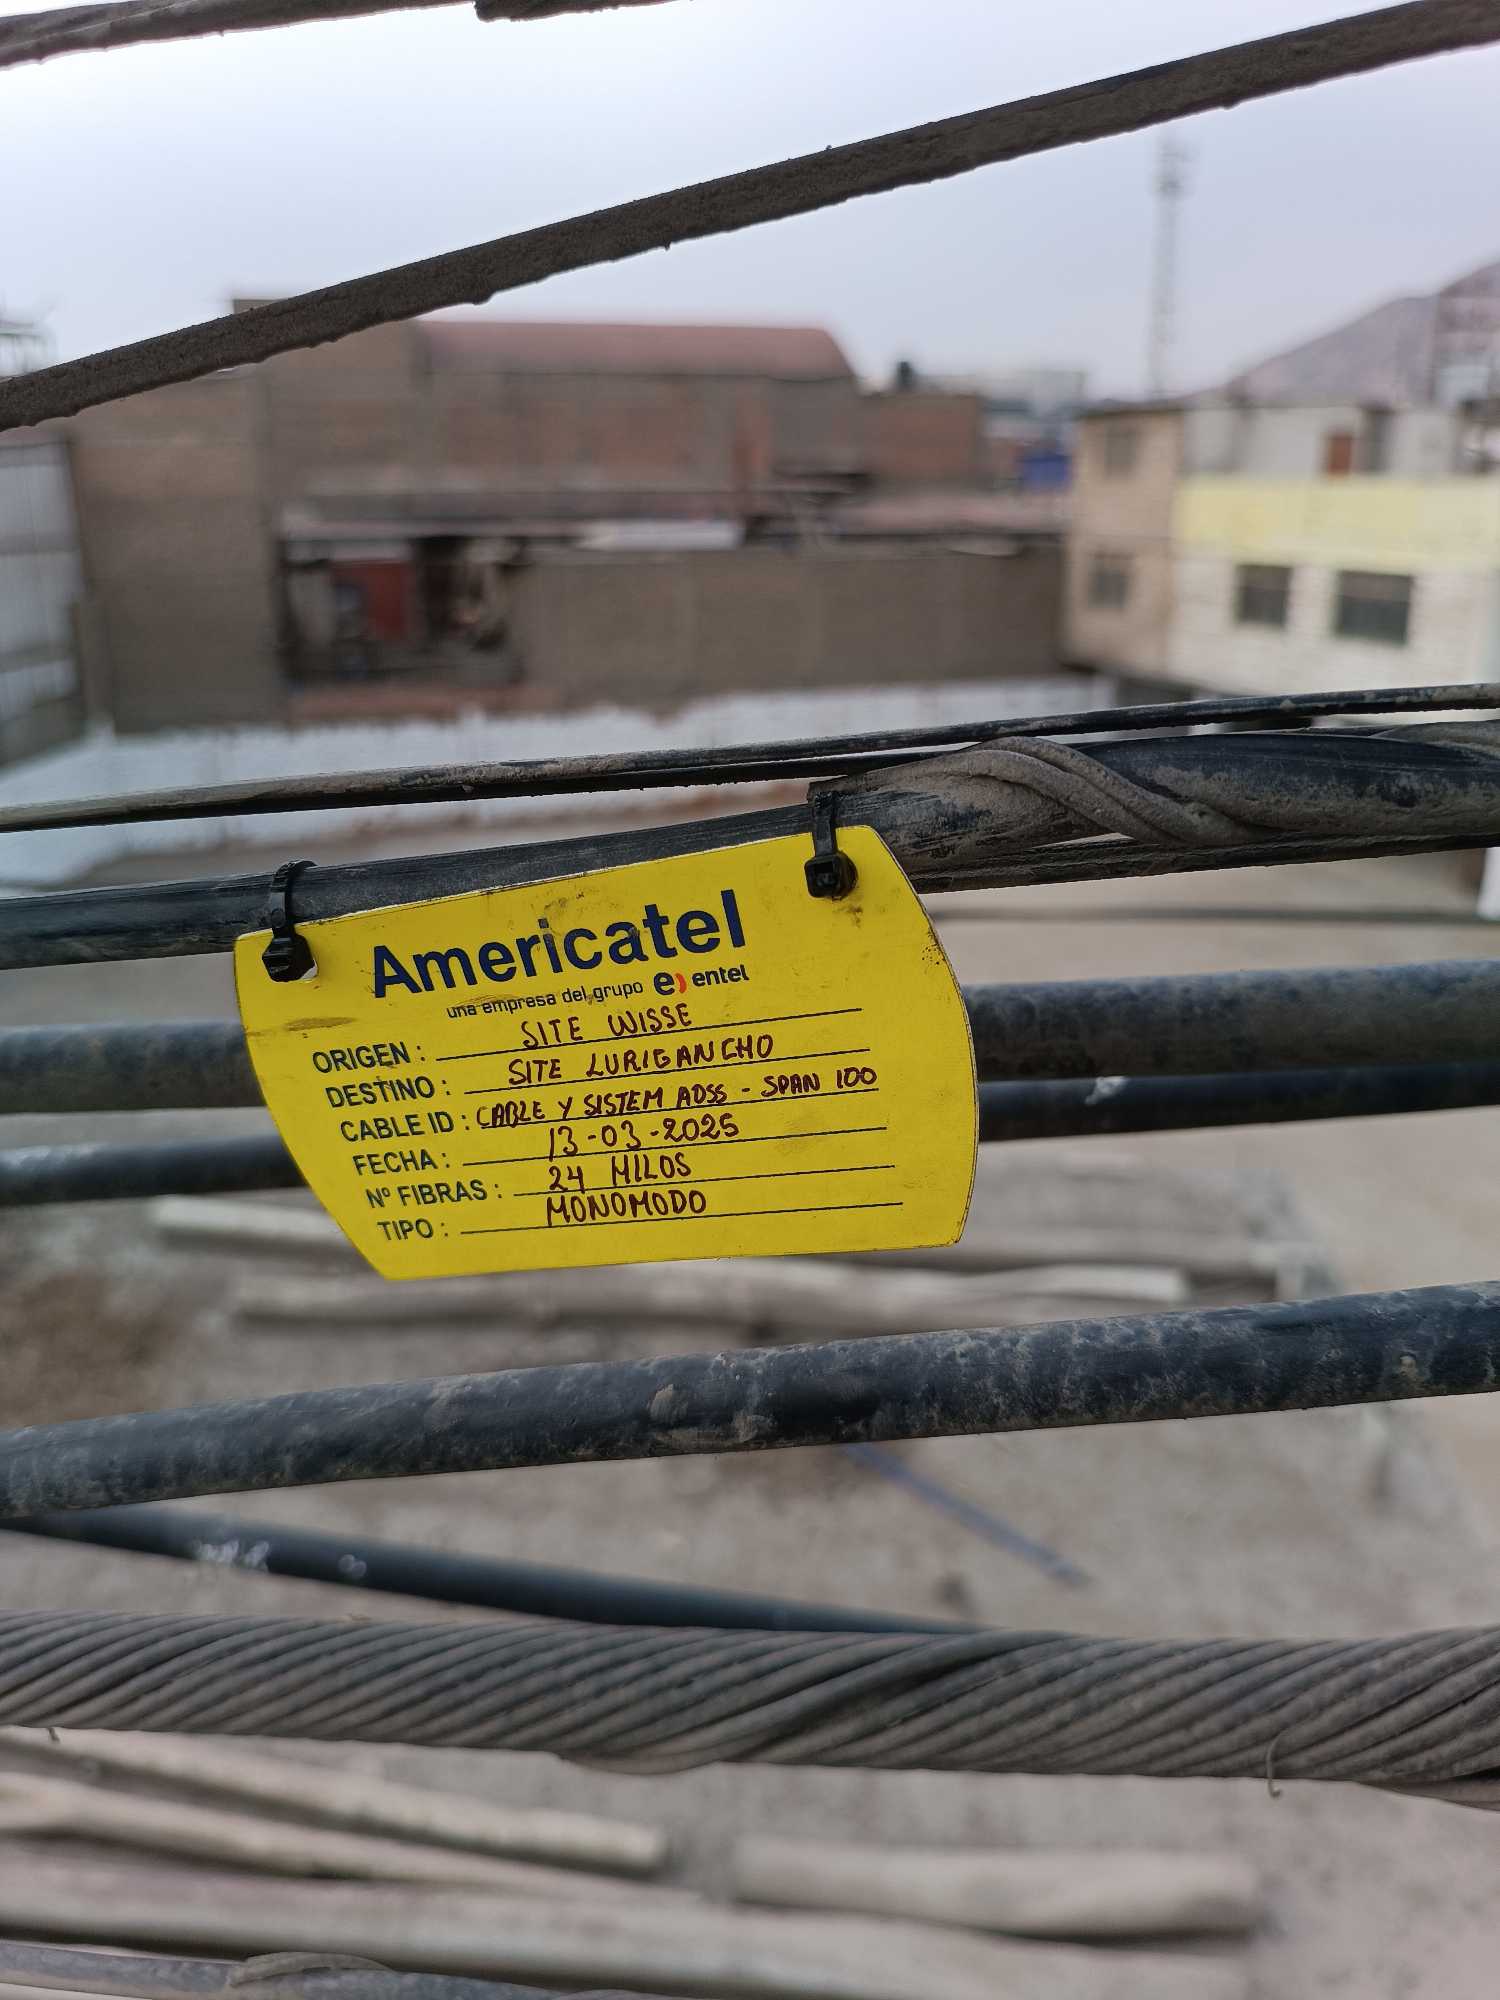 Americatel
una empresa del grupo e) entel
ORIGEN : SITE WISSE
DESTINO : SITE LURIGANCHO
CABLE ID : CABLE Y SISTEM ADSS - SPAN 100
FECHA : 13-03-2025
Nº FIBRAS : 24 HILOS
TIPO : MONOMODO